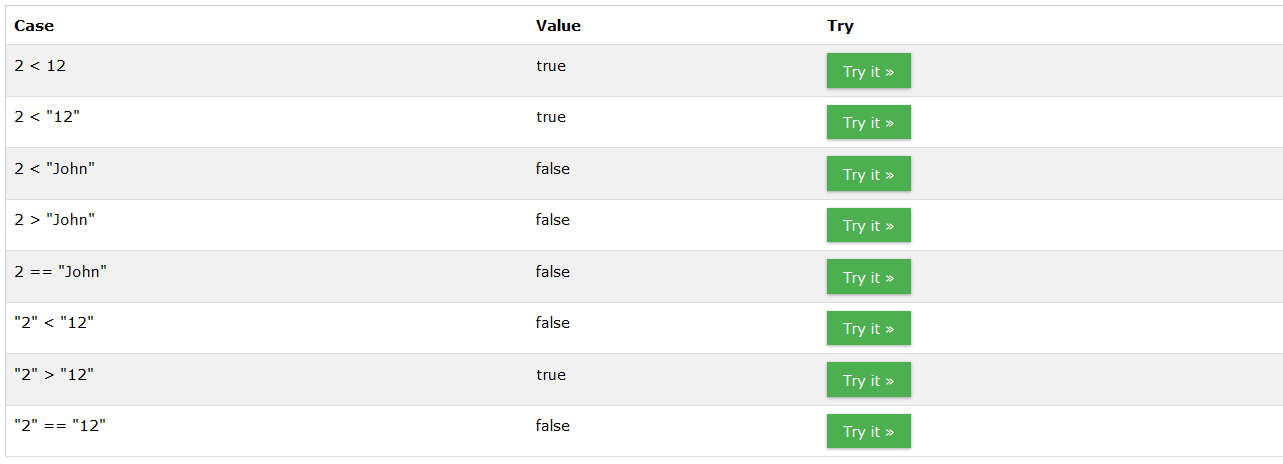 Case Value Try
2 < 12 true Try it »
2 < "12" true Try it »
2 < "John" false Try it »
2 > "John" false Try it »
2 == "John" false Try it »
"2" < "12" false Try it »
"2" > "12" true Try it »
"2" == "12" false Try it »